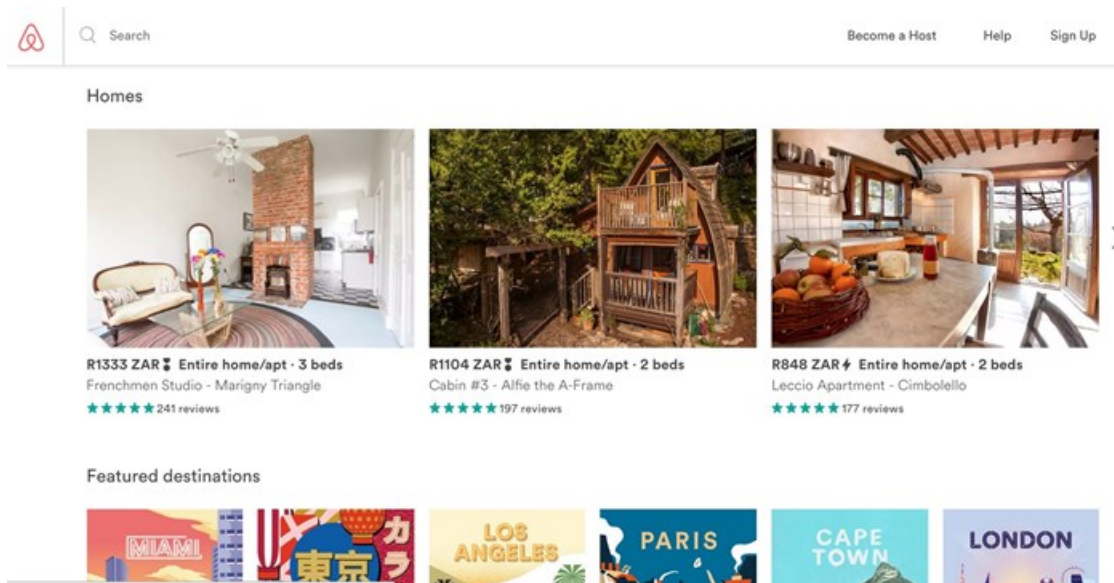 Search Become a Host Help Sign Up
Homes
R1333 ZAR Entire home/apt · 3 beds
Frenchmen Studio - Marigny Triangle
241 reviews
R1104 ZAR Entire home/apt · 2 beds
Cabin #3 - Alfie the A-Frame
197 reviews
R848 ZAR Entire home/apt · 2 beds
Leccio Apartment - Cimbolello
177 reviews
Featured destinations
MIAMI
東京
カラ
LOS
ANGELES
PARIS
CAPE
TOWN
LONDON